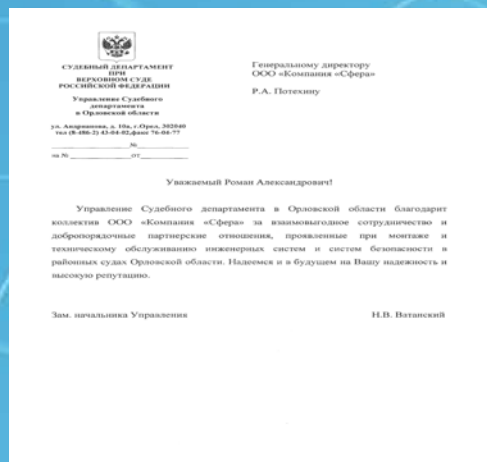 СУДЕБНЫЙ ДЕПАРТАМЕНТ
ПРИ
ВЕРХОВНОМ СУДЕ
РОССИЙСКОЙ ФЕДЕРАЦИИ
Управление Судебного
департамента
в Орловской области
ул. Андрианова, д. 10а, г.Орел, 302040
тел (8-486-2) 43-04-02,факс 76-04-77
№
на № от
Генеральному директору
ООО «Компания «Сфера»
Р.А. Потехину
Уважаемый Роман Александрович!
Управление Судебного департамента в Орловской области благодарит
коллектив ООО «Компания «Сфера» за взаимовыгодное сотрудничество и
добропорядочные партнерские отношения, проявленные при монтаже и
техническому обслуживанию инженерных систем и систем безопасности в
районных судах Орловской области. Надеемся и в будущем на Вашу надежность и
высокую репутацию.
Зам. начальника Управления
Н.В. Ватанский